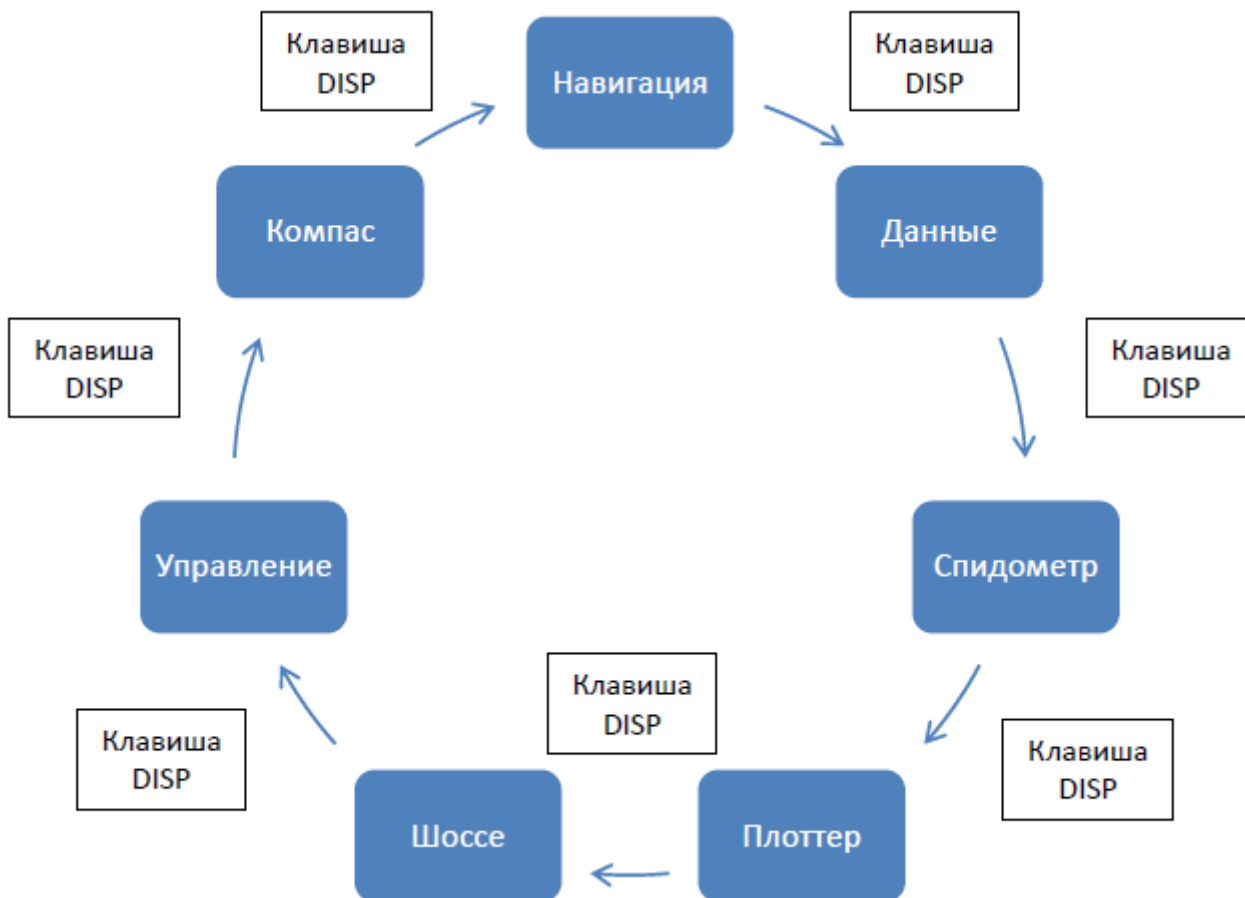 Клавиша
DISP
Навигация
Клавиша
DISP
Компас
Данные
Клавиша
DISP
Клавиша
DISP
Управление
Спидометр
Клавиша
DISP
Клавиша
DISP
Клавиша
DISP
Шоссе
Плоттер